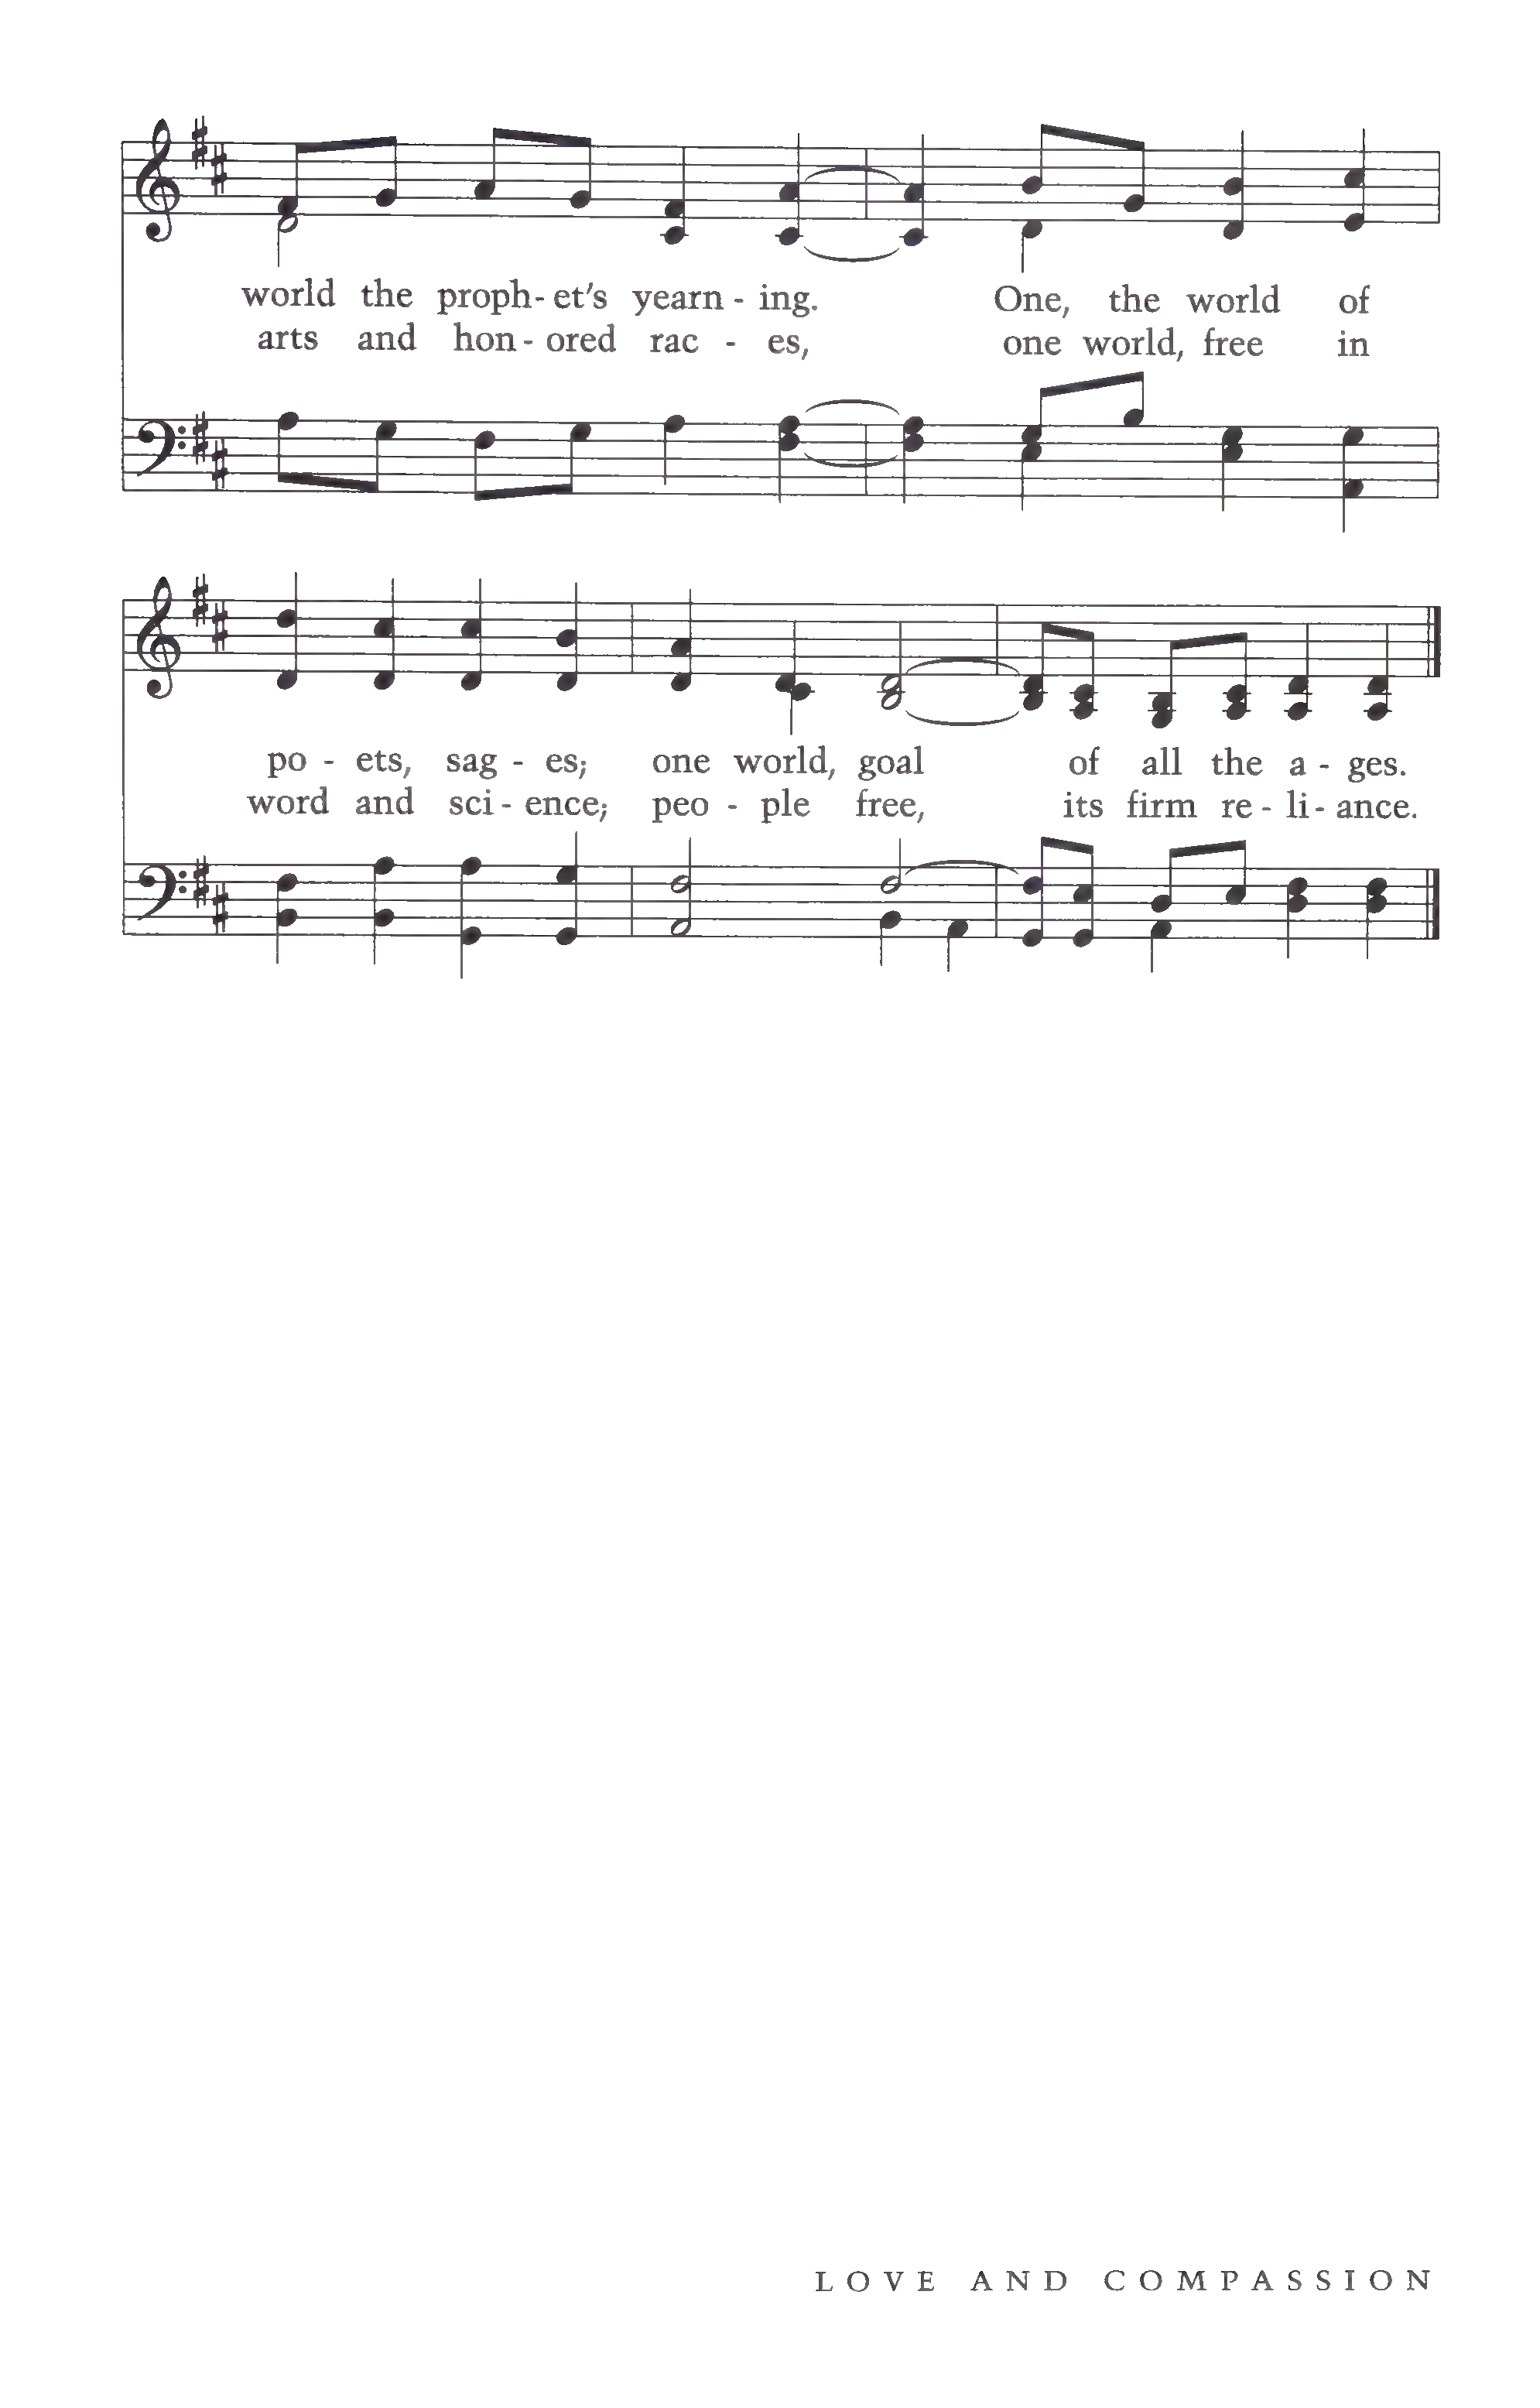 world the proph- et's yearn - ing. One, the world of
arts and hon - ored rac - es, one world, free in
po - ets, sag - es; one world, goal of all the a - ges.
word and sci - ence; peo - ple free, its firm re - li - ance.
LOVE AND COMPASSION